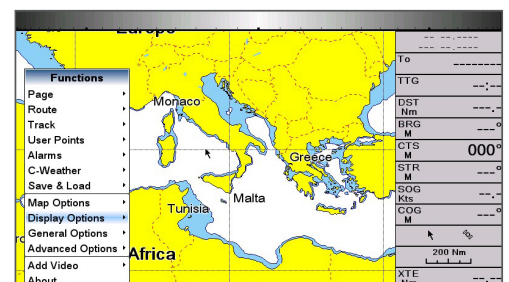 Europe
Functions
Page
Route
Track
User Points
Alarms
C-Weather
Save & Load
Map Options
Display Options
General Options
Advanced Options
Add Video
About
Monaco
Greece
Malta
Tunisia
Africa
-- --.----
--- --.----
To --------
TTG --:--
DST Nm ---.-
BRG M ---°
CTS M 000°
STR M ---°
SOG Kts --.-
COG M ---°
200 Nm
XTE Nm --.--